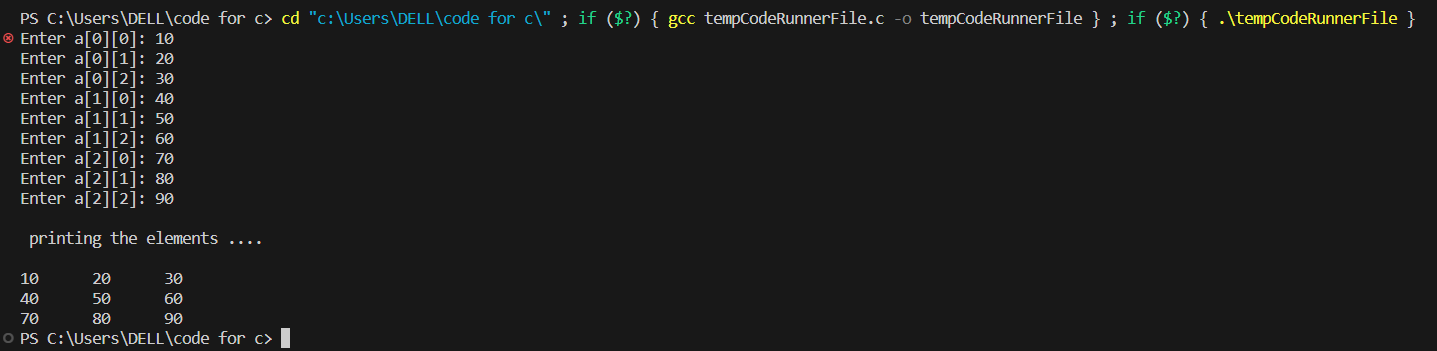 PS C:\Users\DELL\code for c> cd "c:\Users\DELL\code for c\" ; if ($?) { gcc tempCodeRunnerFile.c -o tempCodeRunnerFile } ; if ($?) { .\tempCodeRunnerFile }
Enter a[0][0]: 10
Enter a[0][1]: 20
Enter a[0][2]: 30
Enter a[1][0]: 40
Enter a[1][1]: 50
Enter a[1][2]: 60
Enter a[2][0]: 70
Enter a[2][1]: 80
Enter a[2][2]: 90
printing the elements ....
10 20 30
40 50 60
70 80 90
PS C:\Users\DELL\code for c>